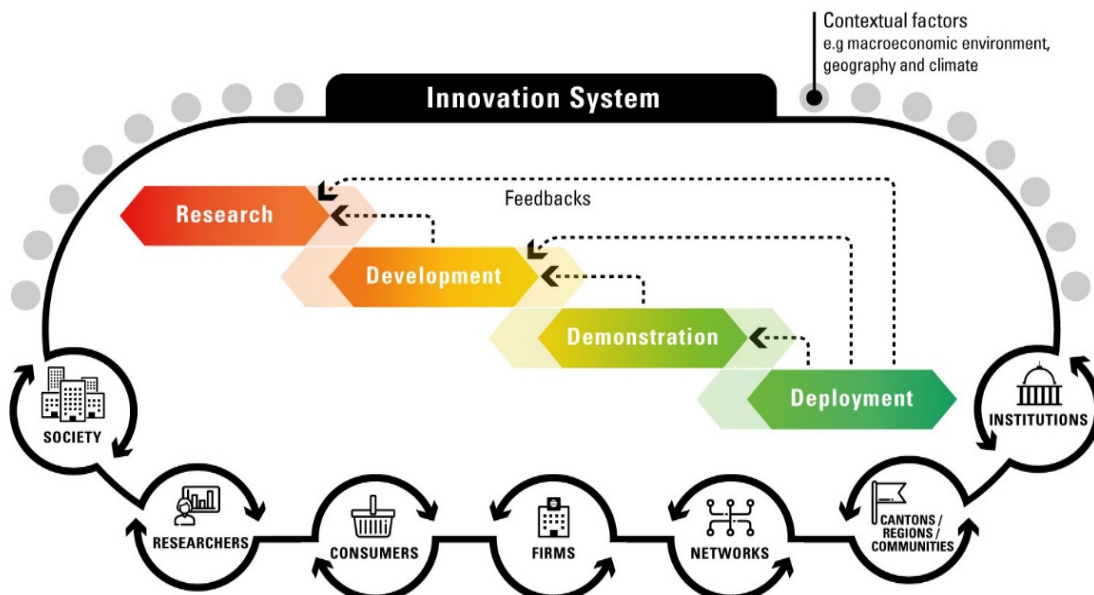 Contextual factors
e.g macroeconomic environment,
geography and climate
Innovation System
Feedbacks
Research
Development
Demonstration
Deployment
SOCIETY
INSTITUTIONS
RESEARCHERS
CONSUMERS
FIRMS
NETWORKS
CANTONS /
REGIONS /
COMMUNITIES